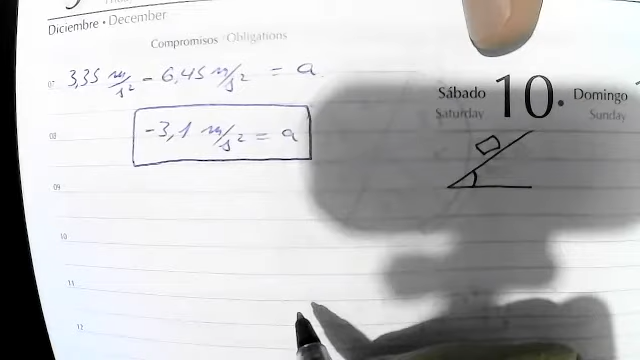 Diciembre • December
Compromisos / Obligations
07 3,35 m/s² - 6,45 m/s² = a
08 -3,1 m/s² = a
09
10
11
12
Sábado 10. Domingo
Saturday Sunday